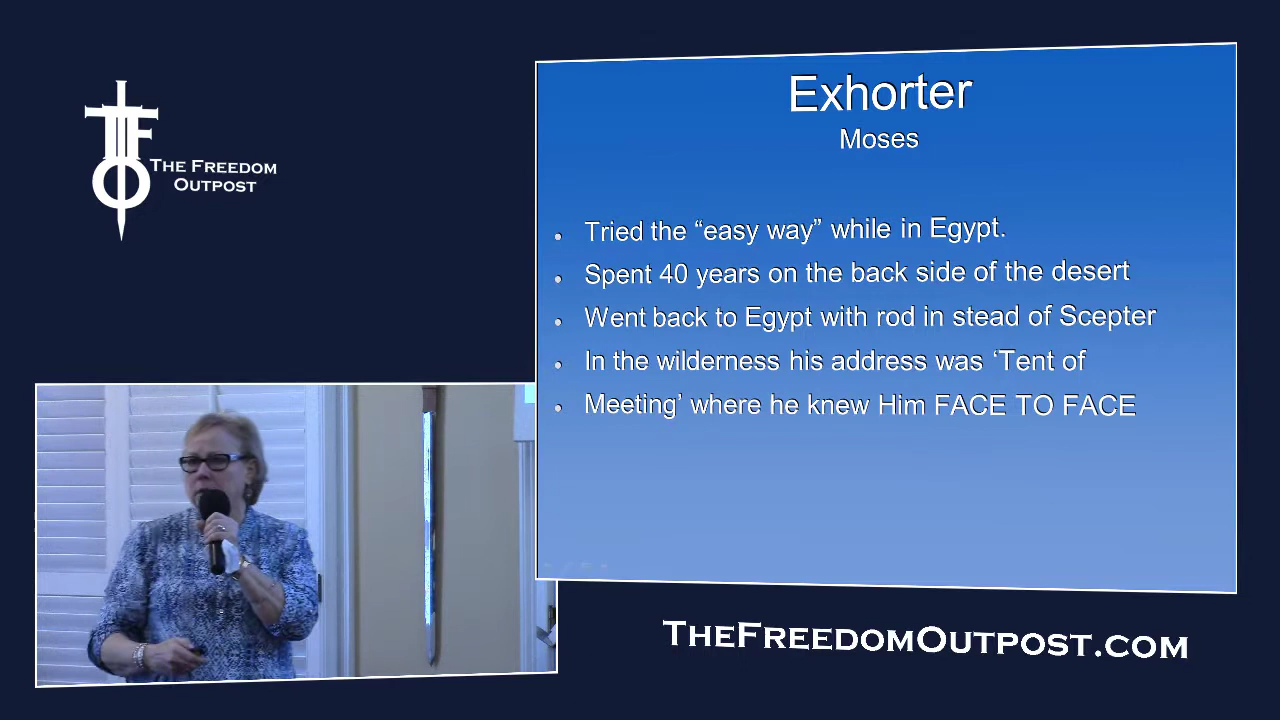 TFO
THE FREEDOM
OUTPOST
Exhorter
Moses
Tried the “easy way” while in Egypt.
Spent 40 years on the back side of the desert
Went back to Egypt with rod in stead of Scepter
In the wilderness his address was ‘Tent of
Meeting’ where he knew Him FACE TO FACE
THEFREEDOMOUTPOST.COM